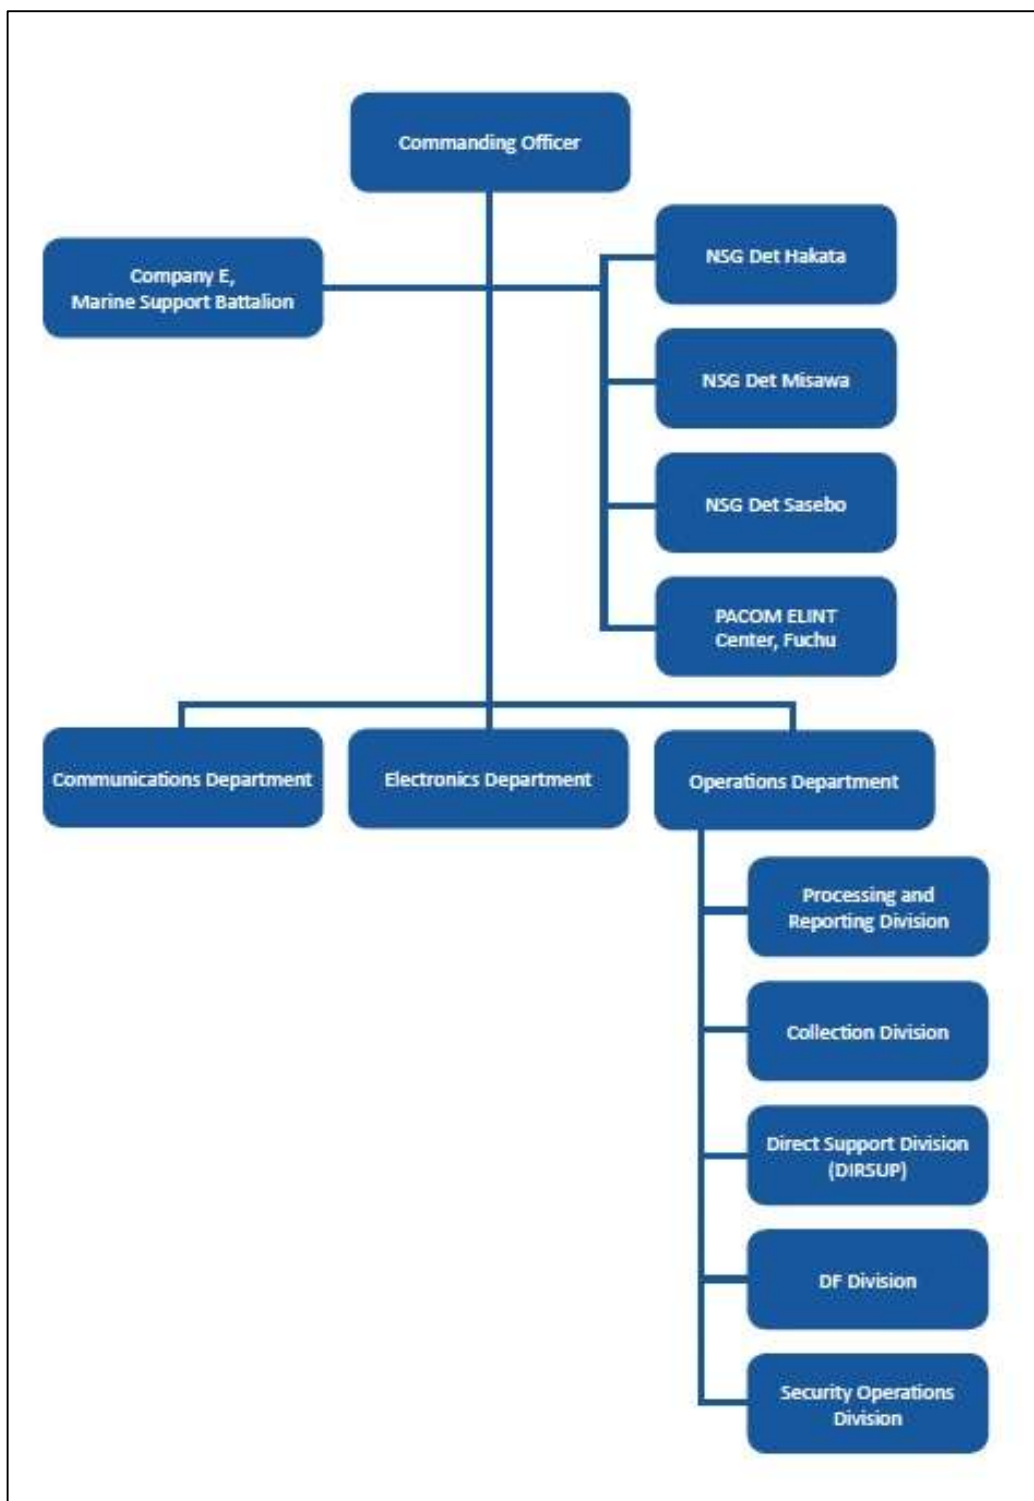 Commanding Officer
Company E,
Marine Support Battalion
NSG Det Hakata
NSG Det Misawa
NSG Det Sasebo
PACOM ELINT
Center, Fuchu
Communications Department
Electronics Department
Operations Department
Processing and
Reporting Division
Collection Division
Direct Support Division
(DIRSUP)
DF Division
Security Operations
Division